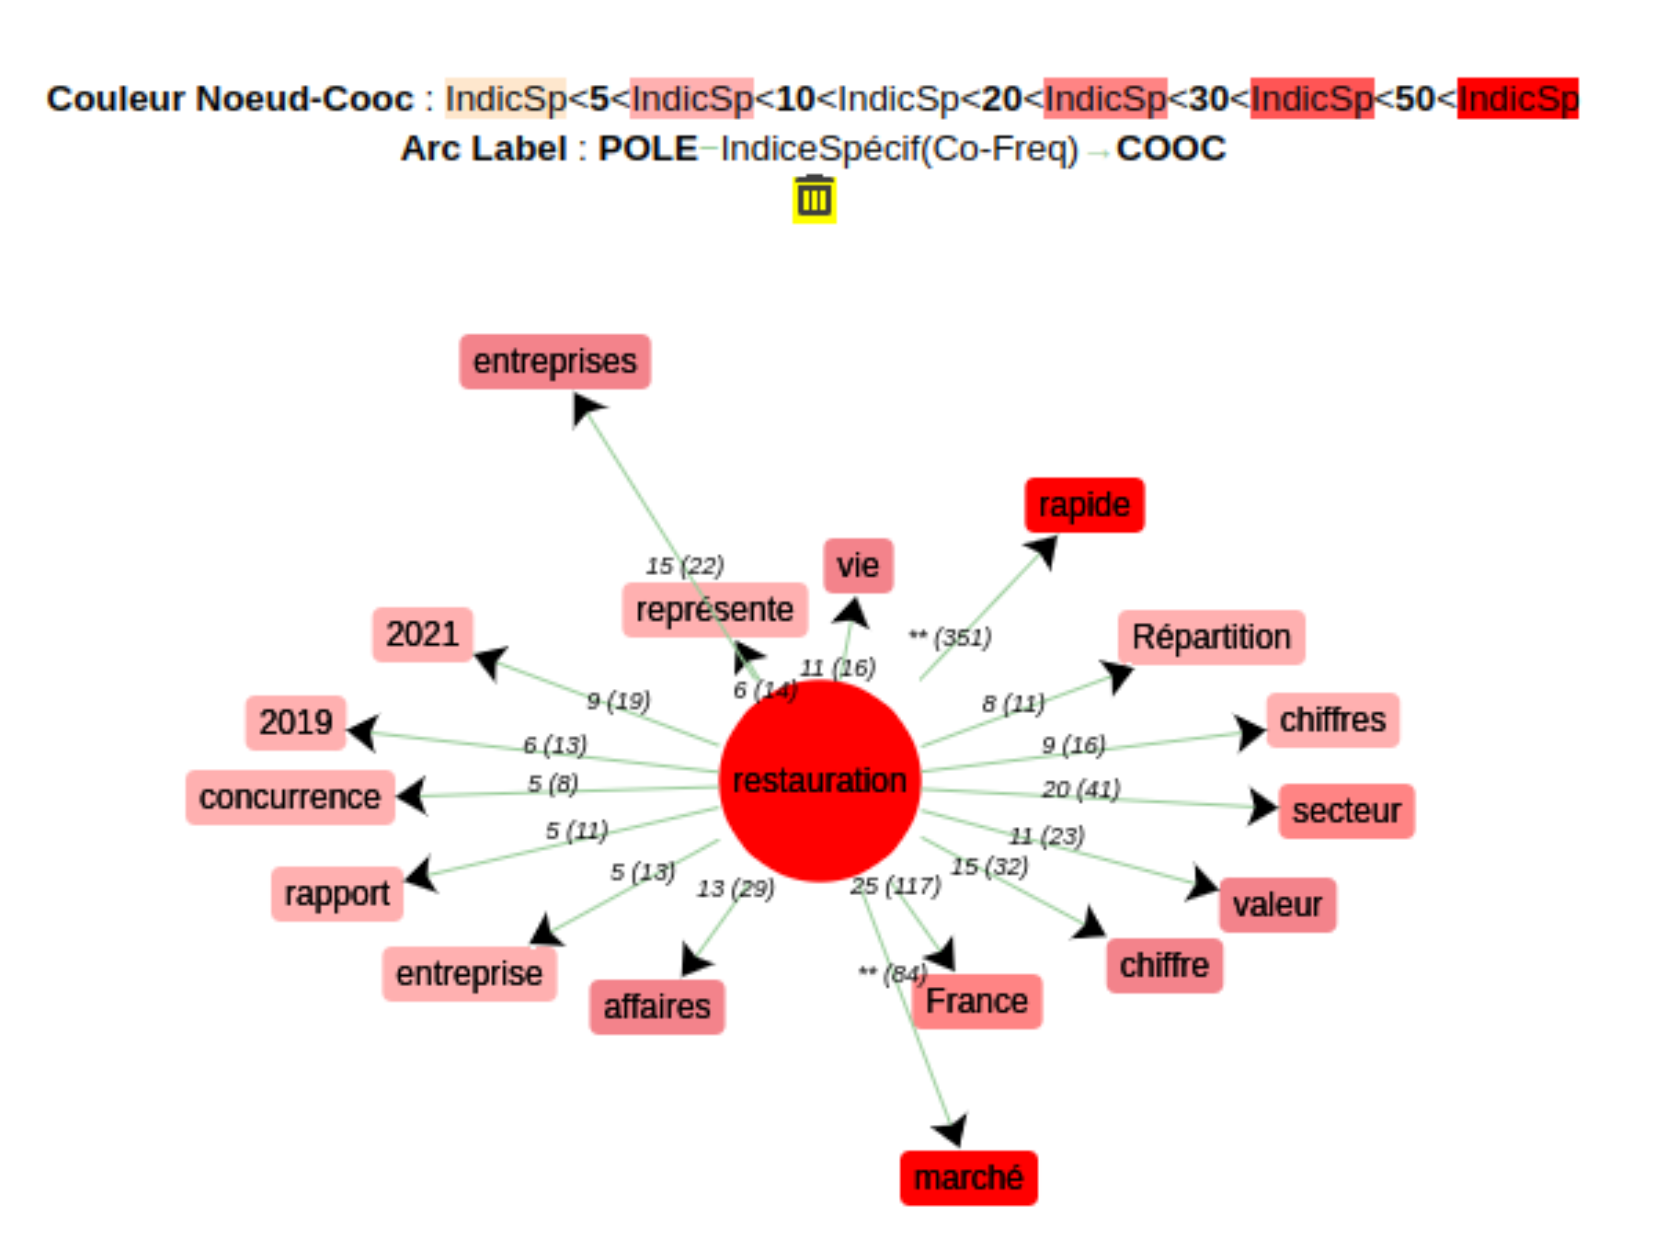 Couleur Noeud-Cooc : IndicSp<5<IndicSp<10<IndicSp<20<IndicSp<30<IndicSp<50<IndicSp
Arc Label : POLE–IndiceSpécif(Co-Freq) →COOC
entreprises
rapide
vie
15 (22)
représente
2021
** (351)
Répartition
11 (16)
6 (14)
9 (19)
8 (11)
2019
chiffres
6 (13)
9 (16)
restauration
concurrence
5 (8)
20 (41)
secteur
5 (11)
11 (23)
15 (32)
5 (13)
13 (29)
25 (117)
rapport
valeur
chiffre
entreprise
** (84)
France
affaires
marché